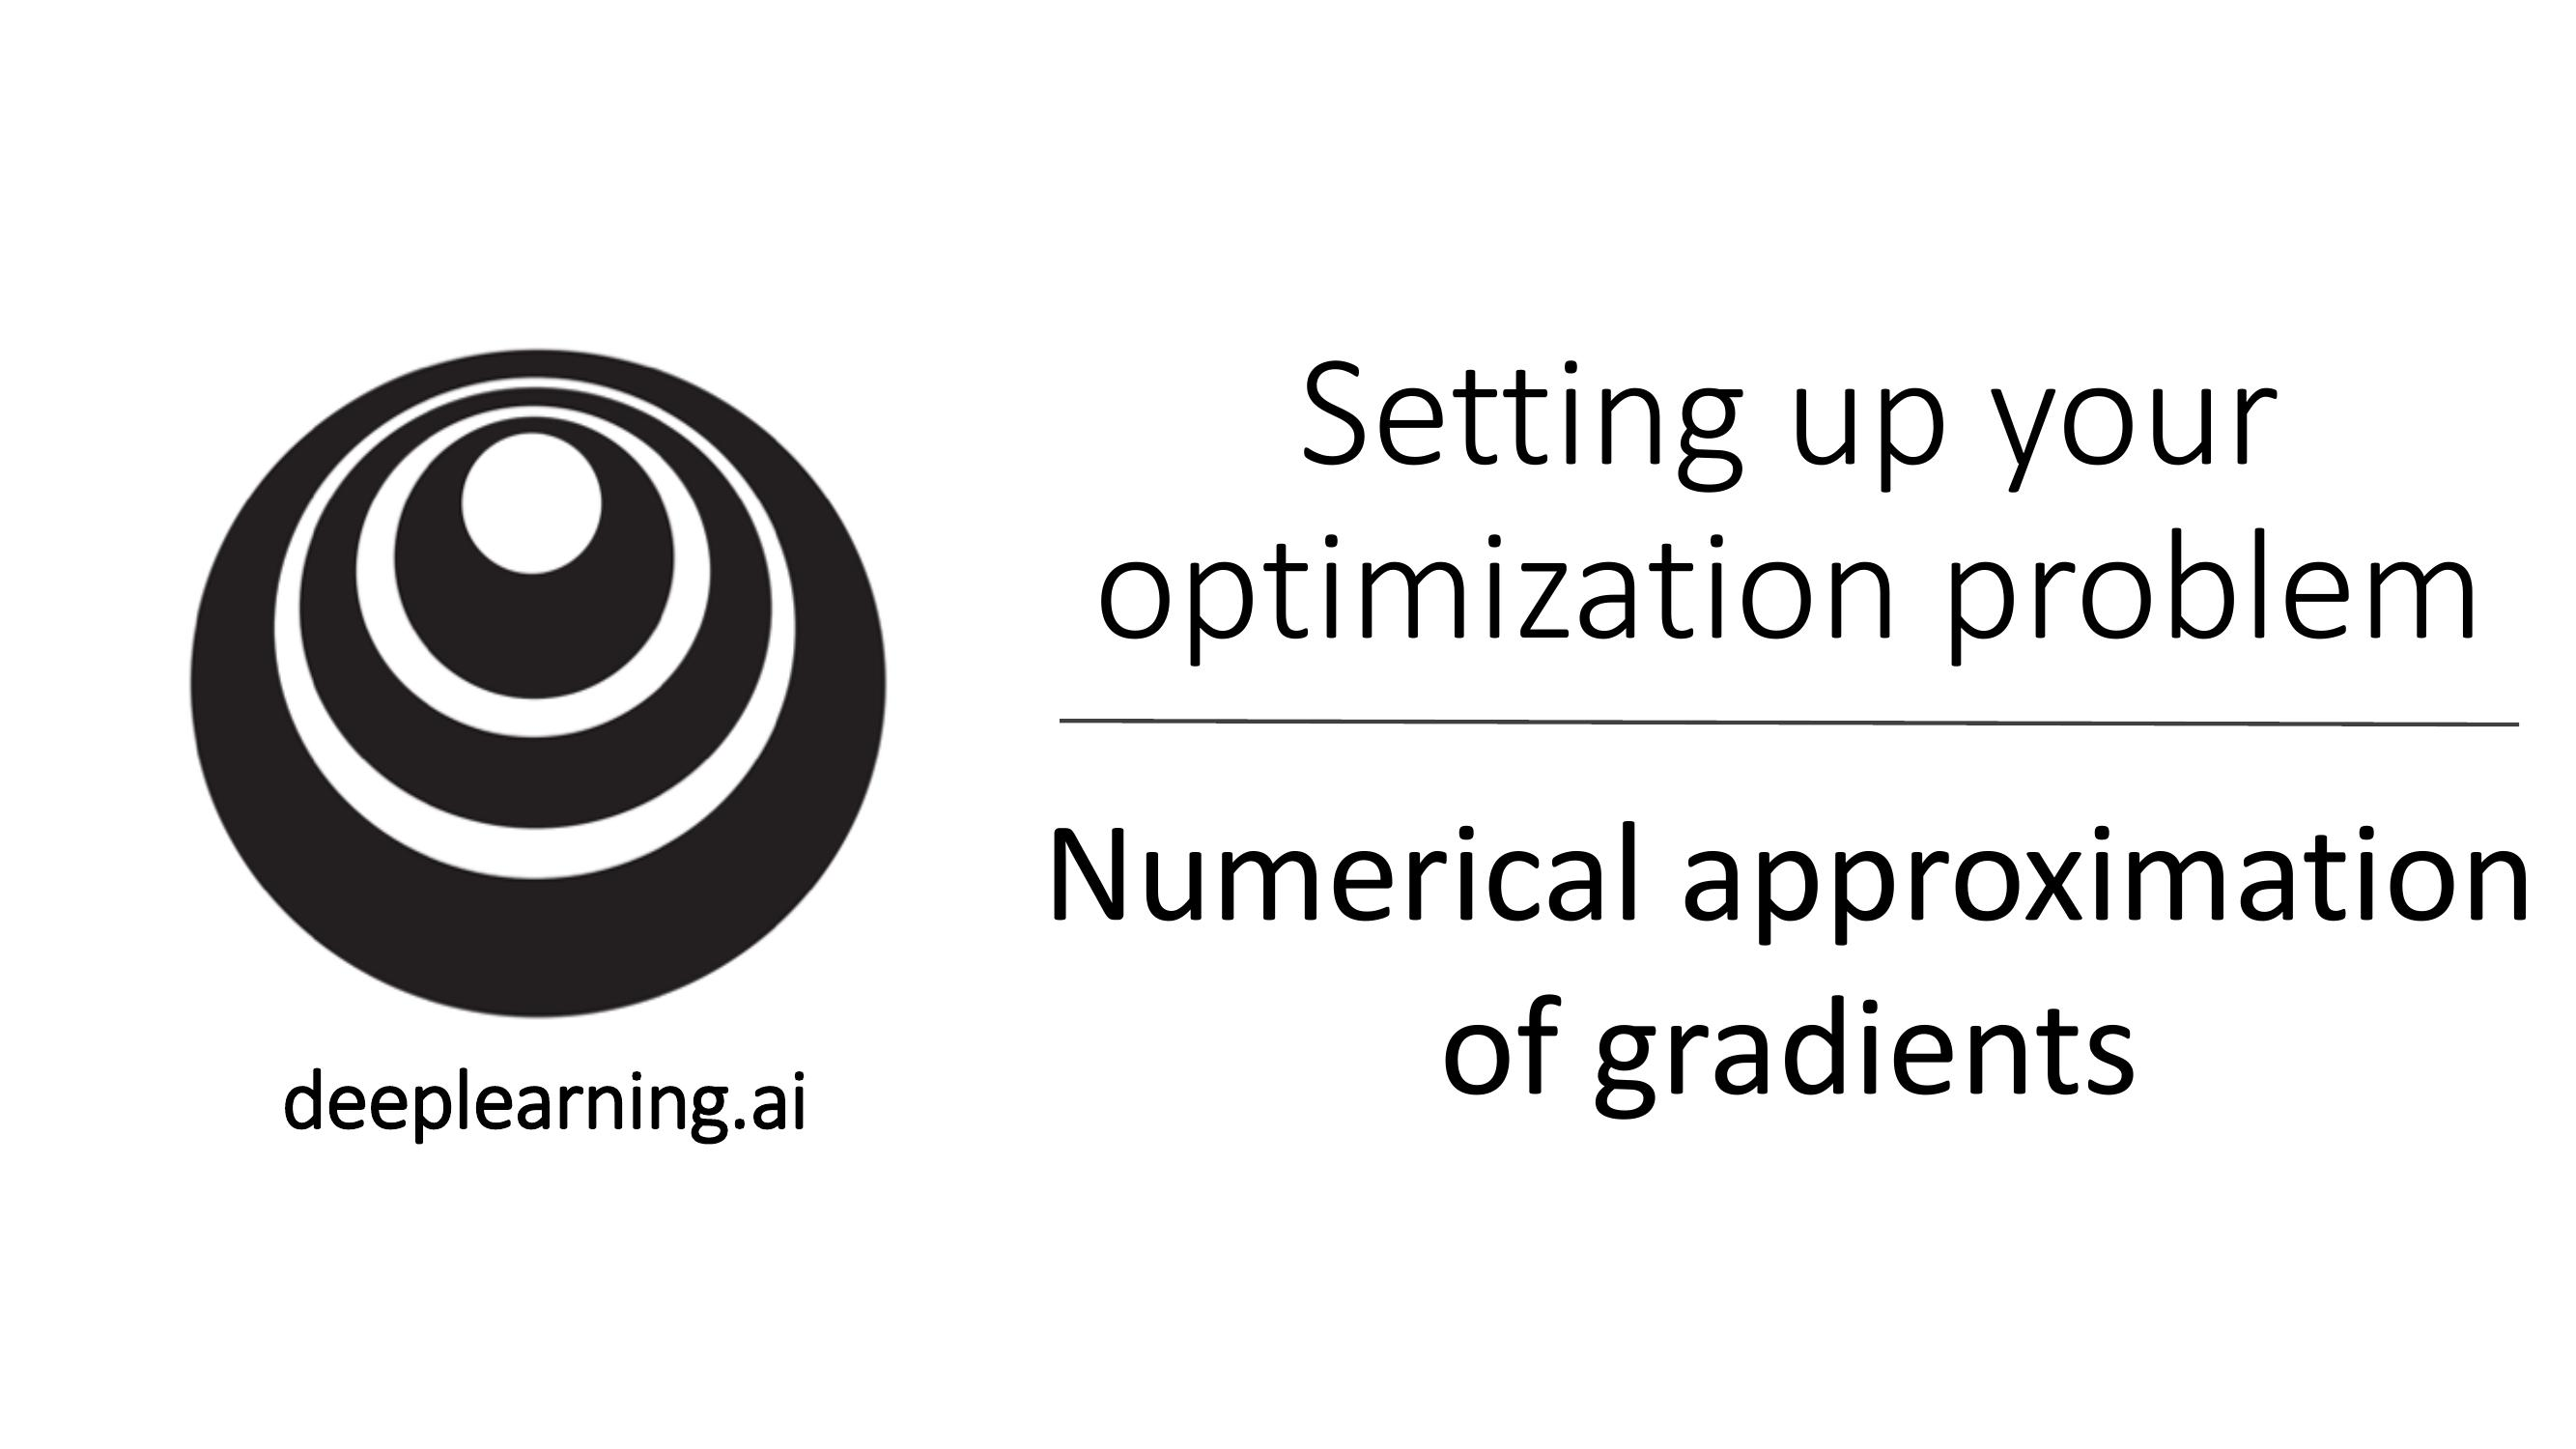 Setting up your
optimization problem
Numerical approximation
of gradients
deeplearning.ai